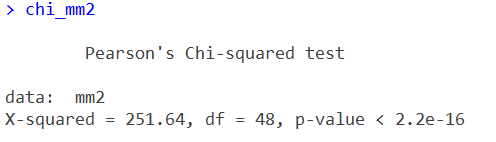 > chi_mm2
Pearson's Chi-squared test
data:  mm2
X-squared = 251.64, df = 48, p-value < 2.2e-16